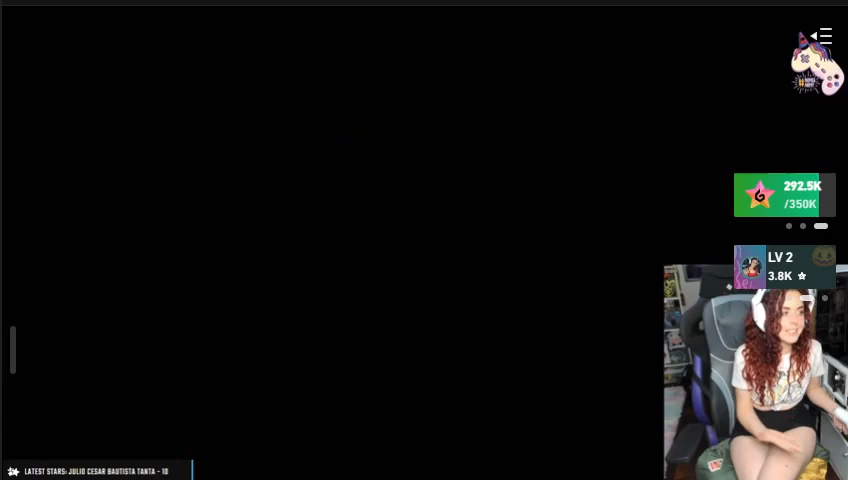 292.5K
/350K
LV 2
3.8K
LATEST STARS: JULIO CESAR BAUTISTA TANTA - 10